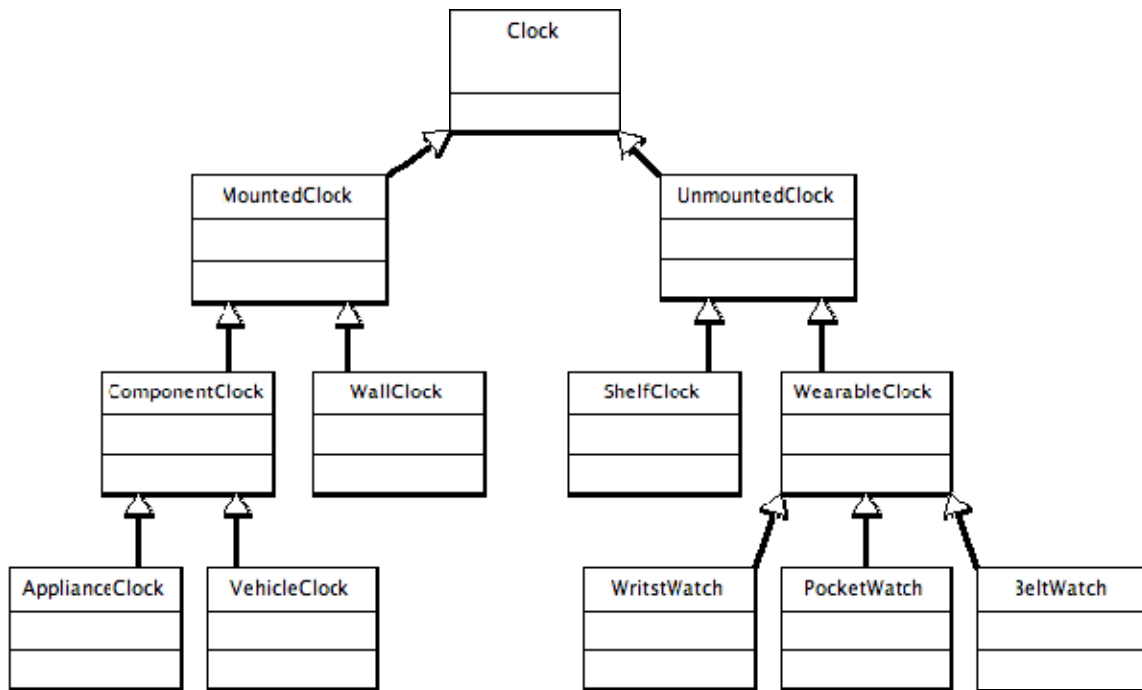 Clock
MountedClock
UnmountedClock
ComponentClock
WallClock
ShelfClock
WearableClock
ApplianceClock
VehicleClock
WritstWatch
PocketWatch
BeltWatch